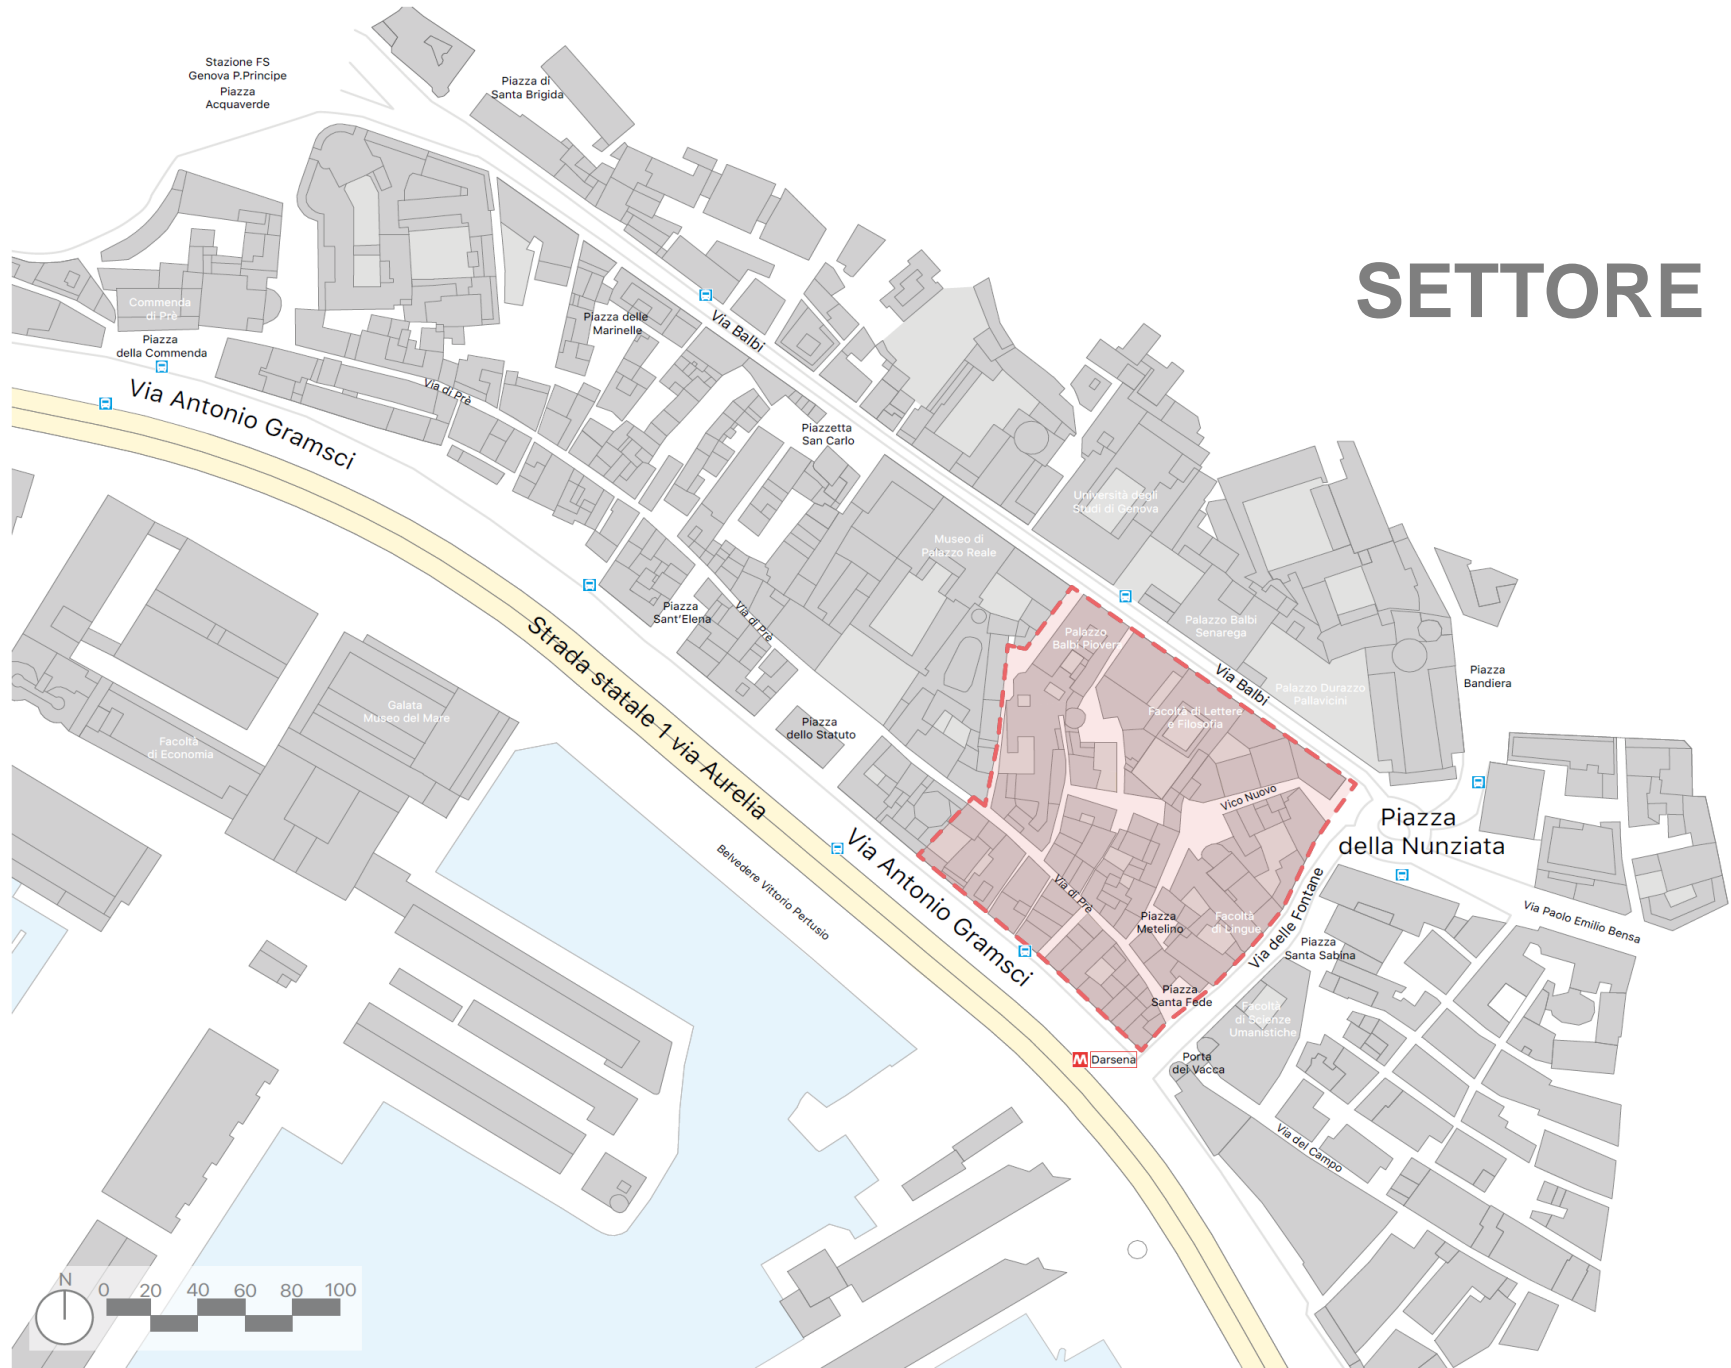 Stazione FS
Genova P.Principe
Piazza
Acquaverde
Piazza di
Santa Brigida
SETTORE
Commenda
di Prè
Piazza
della Commenda
Piazza delle
Marinelle
Via Balbi
Via di Prè
Via Antonio Gramsci
Piazzetta
San Carlo
Università degli
Studi di Genova
Museo di
Palazzo Reale
Piazza
Sant'Elena
Via di Prè
Palazzo
Balbi Piovera
Palazzo Balbi
Senarega
Via Balbi
Palazzo Durazzo
Pallavicini
Piazza
Bandiera
Strada statale 1 via Aurelia
Galata
Museo del Mare
Facoltà
di Economia
Piazza
dello Statuto
Facoltà di Lettere
e Filosofia
Vico Nuovo
Piazza
della Nunziata
Belvedere Vittorio Pertusio
Via Antonio Gramsci
Via di Prè
Piazza
Metelino
Facoltà
di Lingue
Via delle Fontane
Via Paolo Emilio Bensa
Piazza
Santa Sabina
Piazza
Santa Fede
Facoltà
di Scienze
Umanistiche
M Darsena
Porta
dei Vacca
Via del Campo
N
0 20 40 60 80 100